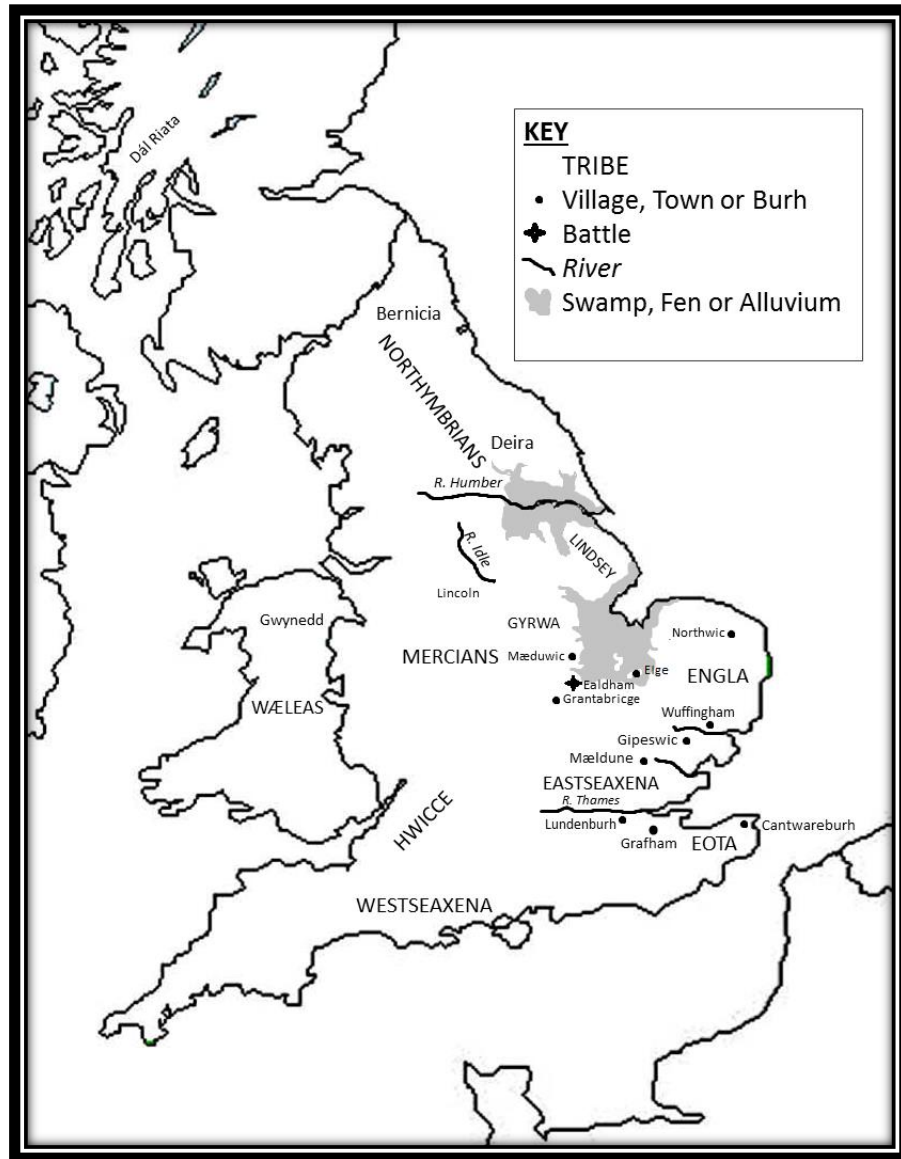 Dál Riata
KEY
TRIBE
Village, Town or Burh
Battle
River
Swamp, Fen or Alluvium
Bernicia
NORTHYMBRIANS
Deira
R. Humber
R. Idle
LINDSEY
Lincoln
Gwynedd
GYRWA
Northwic
MERCIANS
Mæduwic
Elge
ENGLA
Ealdham
Grantabricge
WÆLEAS
Wuffingham
Gipeswic
Mældune
EASTSEAXENA
R. Thames
HWICCE
Lundenburh
Cantwareburh
Grafham
EOTA
WESTSEAXENA